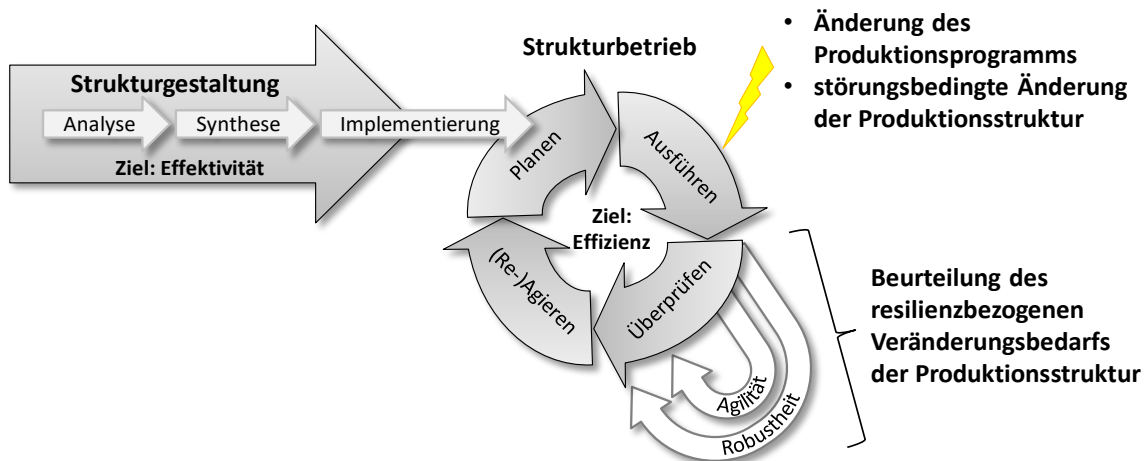 Strukturgestaltung
Analyse
Synthese
Implementierung
Ziel: Effektivität
Strukturbetrieb
Planen
Ausführen
Überprüfen
(Re-)Agieren
Ziel:
Effizienz
• Änderung des
Produktionsprogramms
• störungsbedingte Änderung
der Produktionsstruktur
Agilität
Robustheit
Beurteilung des
resilienzbezogenen
Veränderungsbedarfs
der Produktionsstruktur